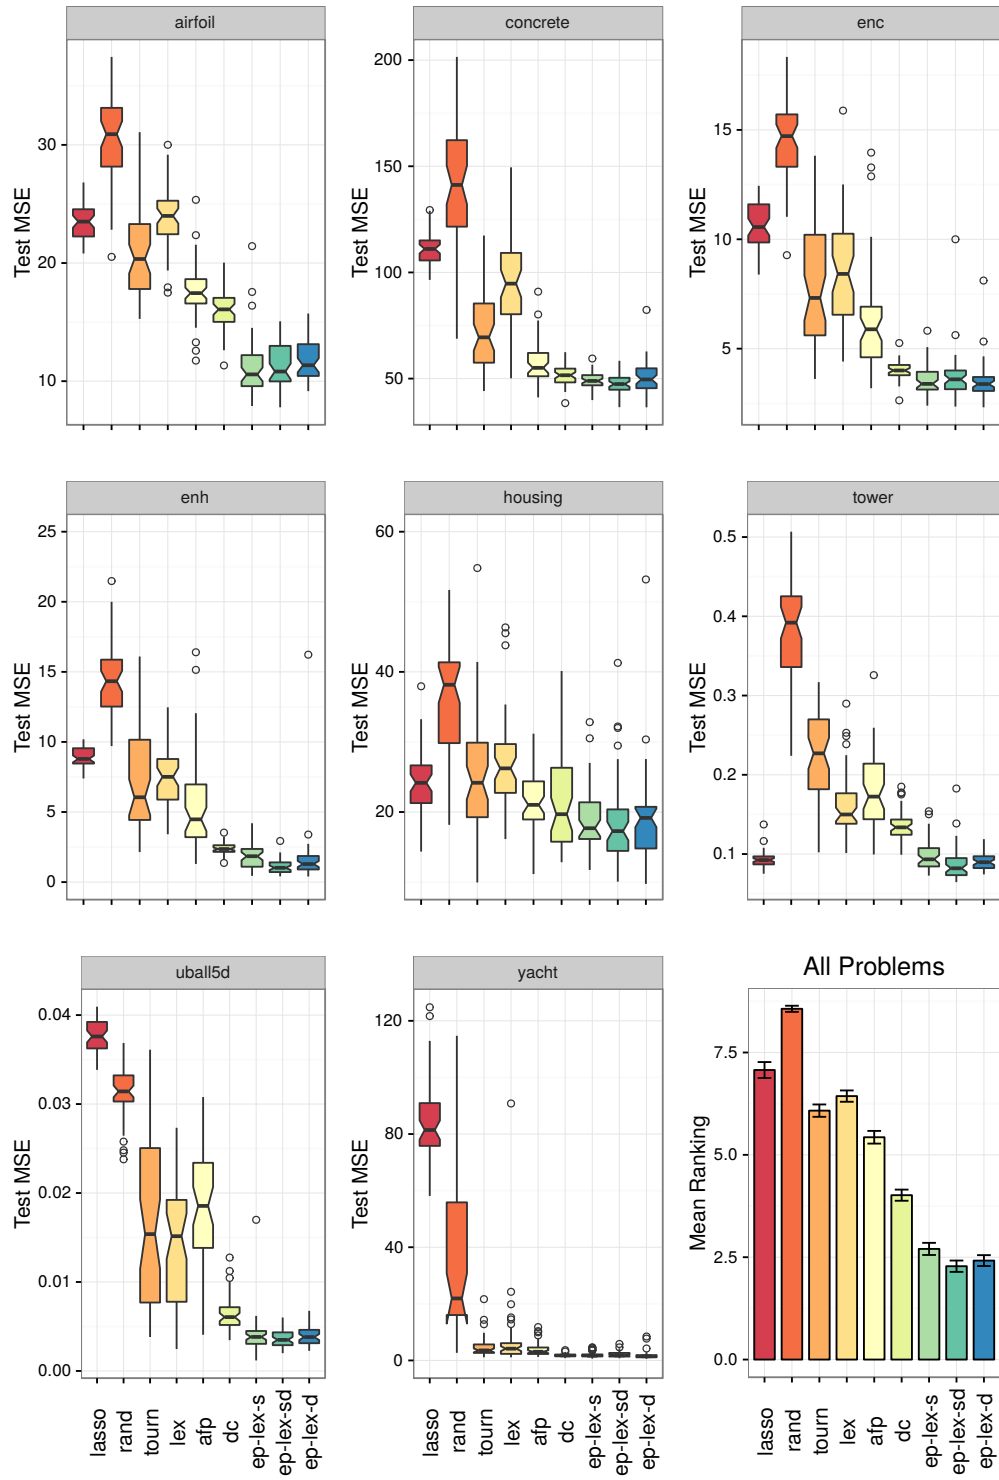 airfoil
concrete
enc
Test MSE
30
20
10
Test MSE
200
150
100
50
Test MSE
15
10
5
enh
housing
tower
Test MSE
25
20
15
10
5
0
Test MSE
60
40
20
Test MSE
0.5
0.4
0.3
0.2
0.1
uball5d
yacht
All Problems
Test MSE
0.04
0.03
0.02
0.01
0.00
Test MSE
120
80
40
0
Mean Ranking
7.5
5.0
2.5
0.0
lasso
rand
tourn
lex
afp
dc
ep-lex-s
ep-lex-sd
ep-lex-d
lasso
rand
tourn
lex
afp
dc
ep-lex-s
ep-lex-sd
ep-lex-d
lasso
rand
tourn
lex
afp
dc
ep-lex-s
ep-lex-sd
ep-lex-d